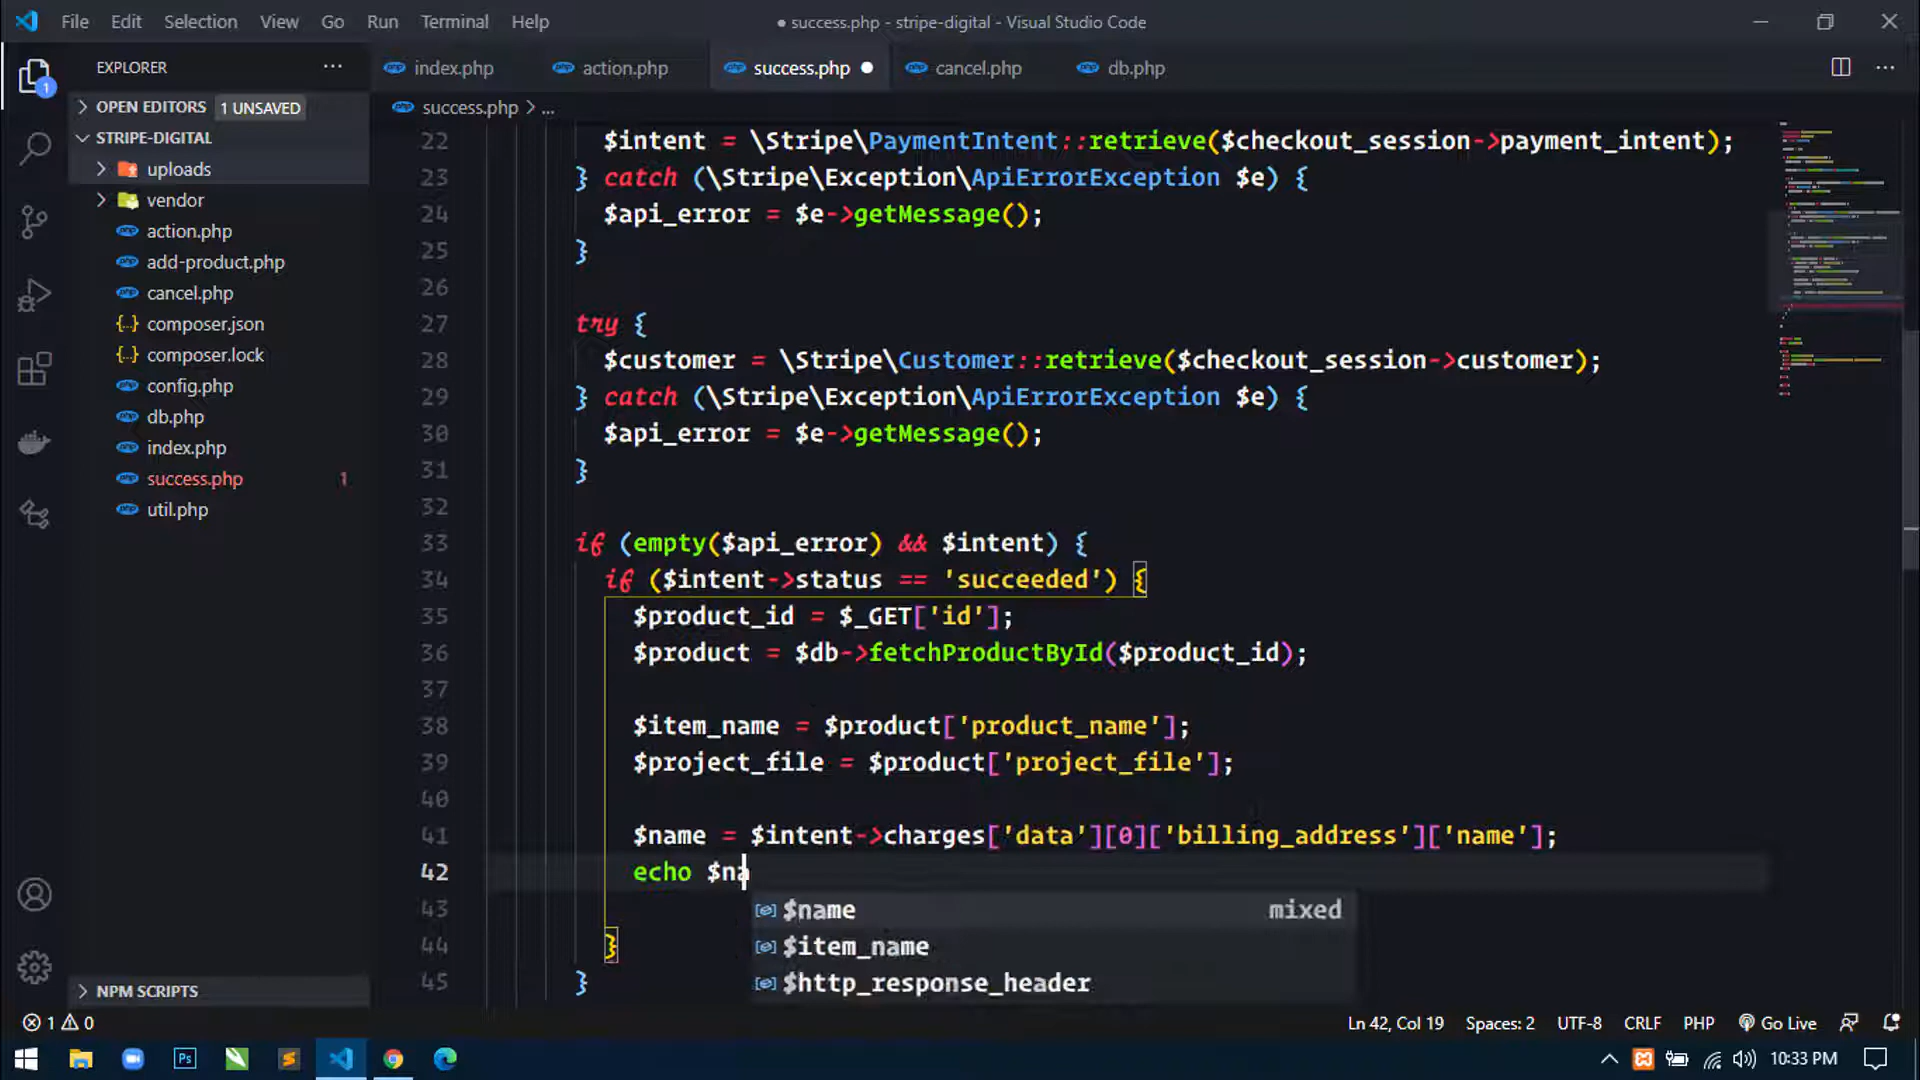 File Edit Selection View Go Run Terminal Help
● success.php - stripe-digital - Visual Studio Code
EXPLORER
index.php
action.php
success.php
cancel.php
db.php
OPEN EDITORS 1 UNSAVED
success.php > ...
STRIPE-DIGITAL
uploads
vendor
action.php
add-product.php
cancel.php
composer.json
composer.lock
config.php
db.php
index.php
success.php 1
util.php
NPM SCRIPTS
22 $intent = \Stripe\PaymentIntent::retrieve($checkout_session->payment_intent);
23 } catch (\Stripe\Exception\ApiErrorException $e) {
24 $api_error = $e->getMessage();
25 }
26
27 try {
28 $customer = \Stripe\Customer::retrieve($checkout_session->customer);
29 } catch (\Stripe\Exception\ApiErrorException $e) {
30 $api_error = $e->getMessage();
31 }
32
33 if (empty($api_error) && $intent) {
34 if ($intent->status == 'succeeded') {
35 $product_id = $_GET['id'];
36 $product = $db->fetchProductById($product_id);
37
38 $item_name = $product['product_name'];
39 $project_file = $product['project_file'];
40
41 $name = $intent->charges['data'][0]['billing_address']['name'];
42 echo $na
43
44 }
45 }
$name mixed
$item_name
$http_response_header
1 0
Ln 42, Col 19 Spaces: 2 UTF-8 CRLF PHP Go Live
10:33 PM
1
Ps